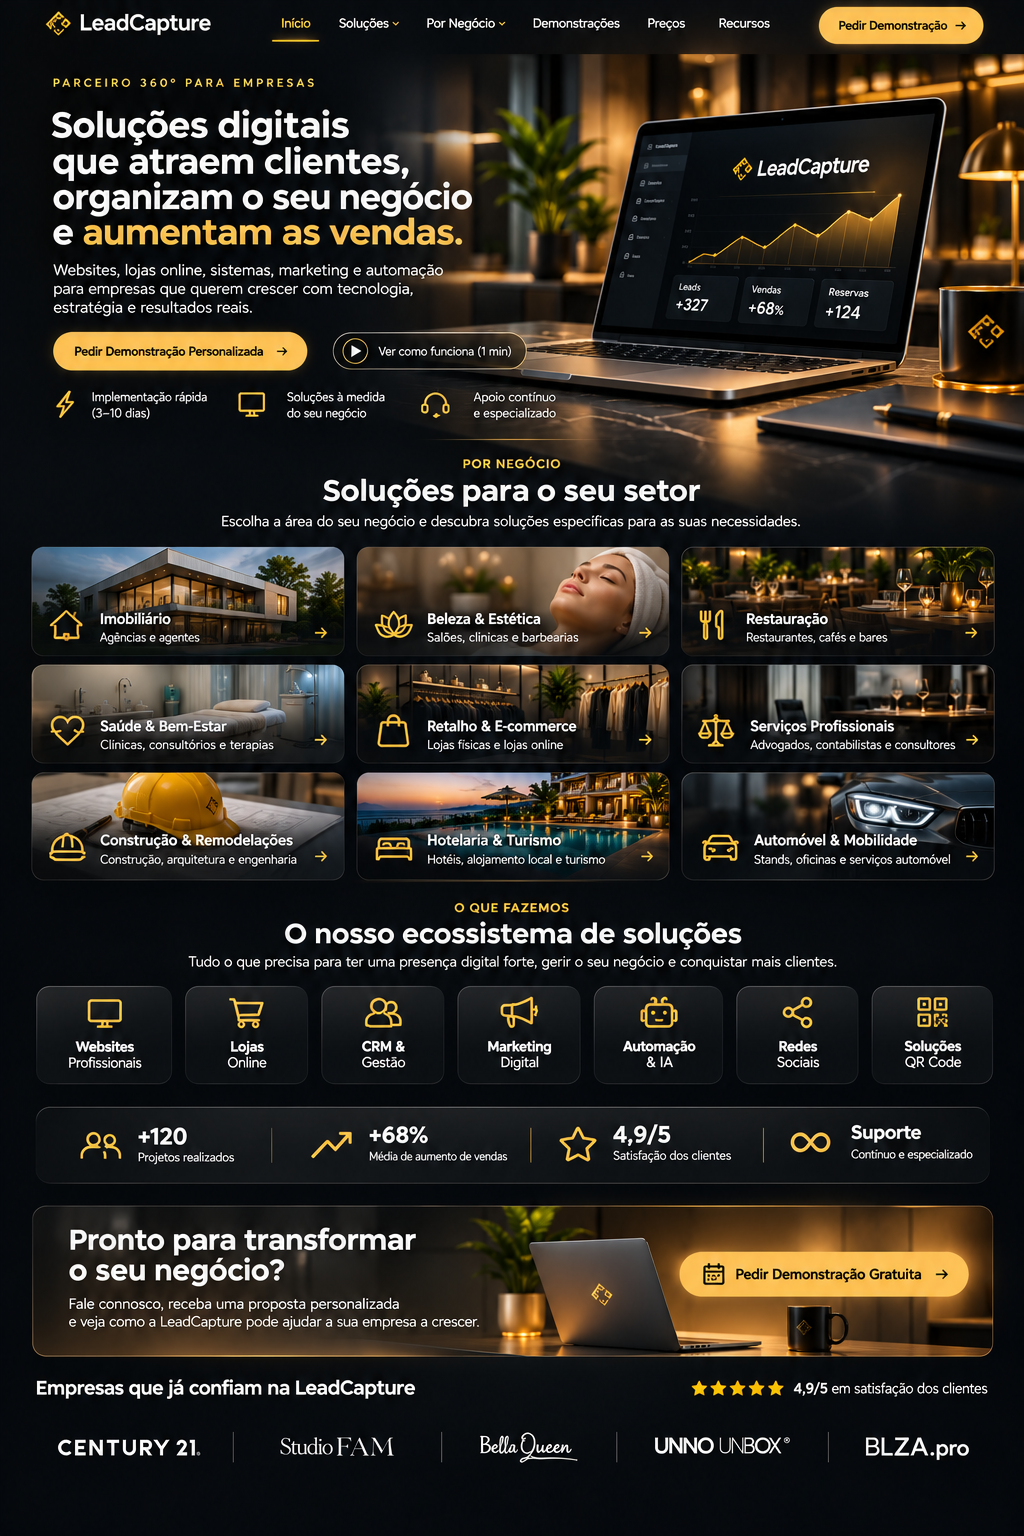 LeadCapture
Início
Soluções
Por Negócio
Demonstrações
Preços
Recursos
Pedir Demonstração
PARCEIRO 360° PARA EMPRESAS
Soluções digitais
que atraem clientes,
organizam o seu negócio
e aumentam as vendas.
Websites, lojas online, sistemas, marketing e automação
para empresas que querem crescer com tecnologia,
estratégia e resultados reais.
Pedir Demonstração Personalizada
Ver como funciona (1 min)
Implementação rápida
(3–10 dias)
Soluções à medida
do seu negócio
Apoio contínuo
e especializado
LeadCapture
LeadCapture
Leads
+327
Vendas
+68%
Reservas
+124
POR NEGÓCIO
Soluções para o seu setor
Escolha a área do seu negócio e descubra soluções específicas para as suas necessidades.
Imobiliário
Agências e agentes
Beleza & Estética
Salões, clínicas e barbearias
Restauração
Restaurantes, cafés e bares
Saúde & Bem-Estar
Clínicas, consultórios e terapias
Retalho & E-commerce
Lojas físicas e lojas online
Serviços Profissionais
Advogados, contabilistas e consultores
Construção & Remodelações
Construção, arquitetura e engenharia
Hotelaria & Turismo
Hotéis, alojamento local e turismo
Automóvel & Mobilidade
Stands, oficinas e serviços automóvel
O QUE FAZEMOS
O nosso ecossistema de soluções
Tudo o que precisa para ter uma presença digital forte, gerir o seu negócio e conquistar mais clientes.
Websites
Profissionais
Lojas
Online
CRM &
Gestão
Marketing
Digital
Automação
& IA
Redes
Sociais
Soluções
QR Code
+120
Projetos realizados
+68%
Média de aumento de vendas
4,9/5
Satisfação dos clientes
Suporte
Contínuo e especializado
Pronto para transformar
o seu negócio?
Fale connosco, receba uma proposta personalizada
e veja como a LeadCapture pode ajudar a sua empresa a crescer.
Pedir Demonstração Gratuita
Empresas que já confiam na LeadCapture
4,9/5 em satisfação dos clientes
CENTURY 21.
Studio FAM
Bella Queen
UNNO UNBOX®
BLZA.pro